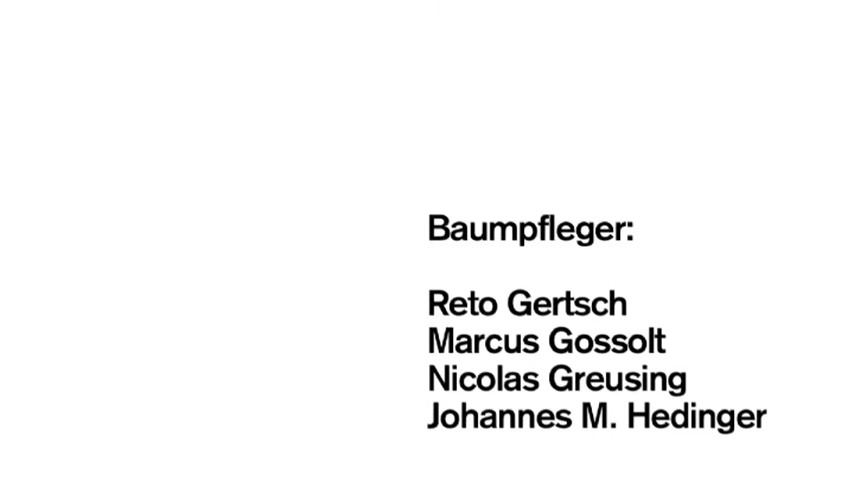 Baumpfleger:
Reto Gertsch
Marcus Gossolt
Nicolas Greusing
Johannes M. Hedinger